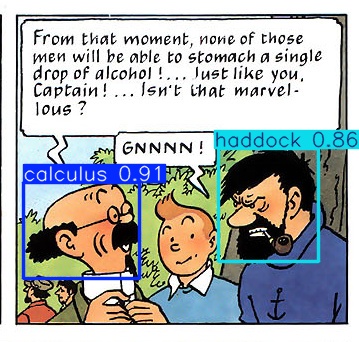 From that moment, none of those
men will be able to stomach a single
drop of alcohol!... Just like you,
Captain! ... Isn't that marvel-
lous ?
GNNNN!
haddock 0.86
calculus 0.91